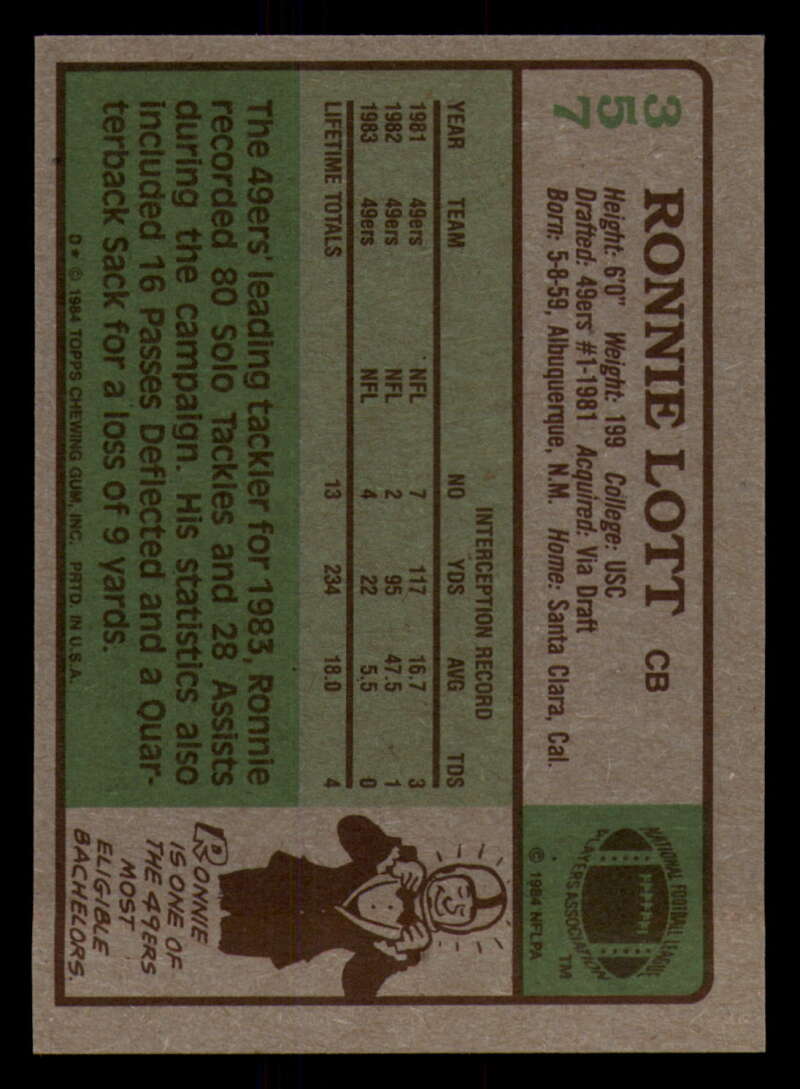 357
RONNIE LOTT CB
Height: 6'0" Weight: 199 College: USC
Drafted: 49ers #1-1981 Acquired: Via Draft
Born: 5-8-59, Albuquerque, N.M. Home: Santa Clara, Cal.
NATIONAL FOOTBALL LEAGUE
PLAYERS ASSOCIATION
TM
© 1984 NFLPA
INTERCEPTION RECORD
YEAR TEAM NO YDS AVG TDS
1981 49ers NFL 7 117 16.7 3
1982 49ers NFL 2 95 47.5 1
1983 49ers NFL 4 22 5.5 0
LIFETIME TOTALS 13 234 18.0 4
The 49ers' leading tackler for 1983, Ronnie
recorded 80 Solo Tackles and 28 Assists
during the campaign. His statistics also
included 16 Passes Deflected and a Quar-
terback Sack for a loss of 9 yards.
D* © 1984 TOPPS CHEWING GUM, INC. PRTD. IN U.S.A.
RONNIE
IS ONE OF
THE 49ERS
MOST
ELIGIBLE
BACHELORS.